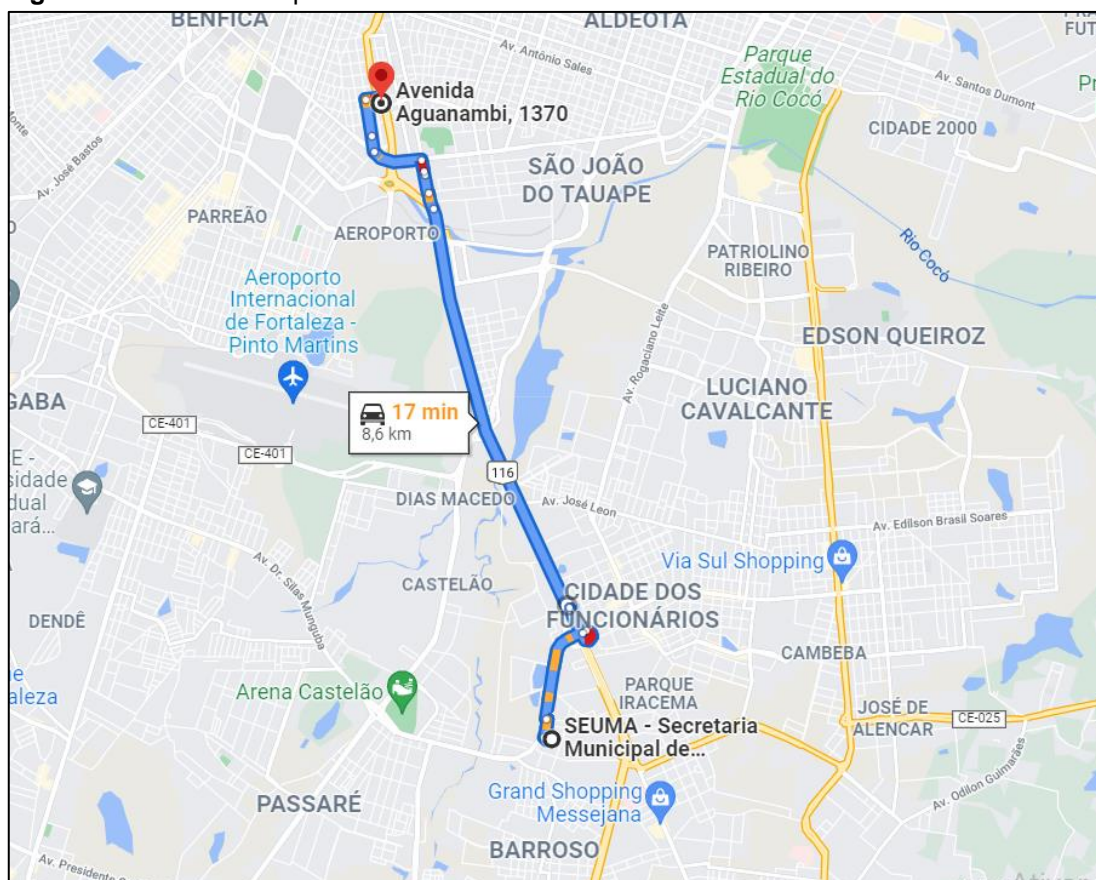 BENFICA
ALDEOTA
Av. Antônio Sales
Parque
Estadual do
Rio Cocó
Av. Santos Dumont
CIDADE 2000
Avenida
Aguanambi, 1370
Av. José Bastos
SÃO JOÃO
DO TAUAPE
PARREÃO
AEROPORTO
PATRIOLINO
RIBEIRO
Rio Cocó
Aeroporto
Internacional
de Fortaleza -
Pinto Martins
Av. Rogaciano Leite
EDSON QUEIROZ
LUCIANO
CAVALCANTE
GABA
17 min
8,6 km
CE-401
CE-401
116
DIAS MACEDO
Av. José Leon
Av. Edilson Brasil Soares
Via Sul Shopping
Av. Dr. Silas Munguba
CASTELÃO
CIDADE DOS
FUNCIONÁRIOS
DENDÊ
CAMBEBA
Arena Castelão
PARQUE
IRACEMA
JOSÉ DE
ALENCAR
CE-025
SEUMA - Secretaria
Municipal de...
Av. Odilon Guimarães
PASSARÉ
Grand Shopping
Messejana
BARROSO